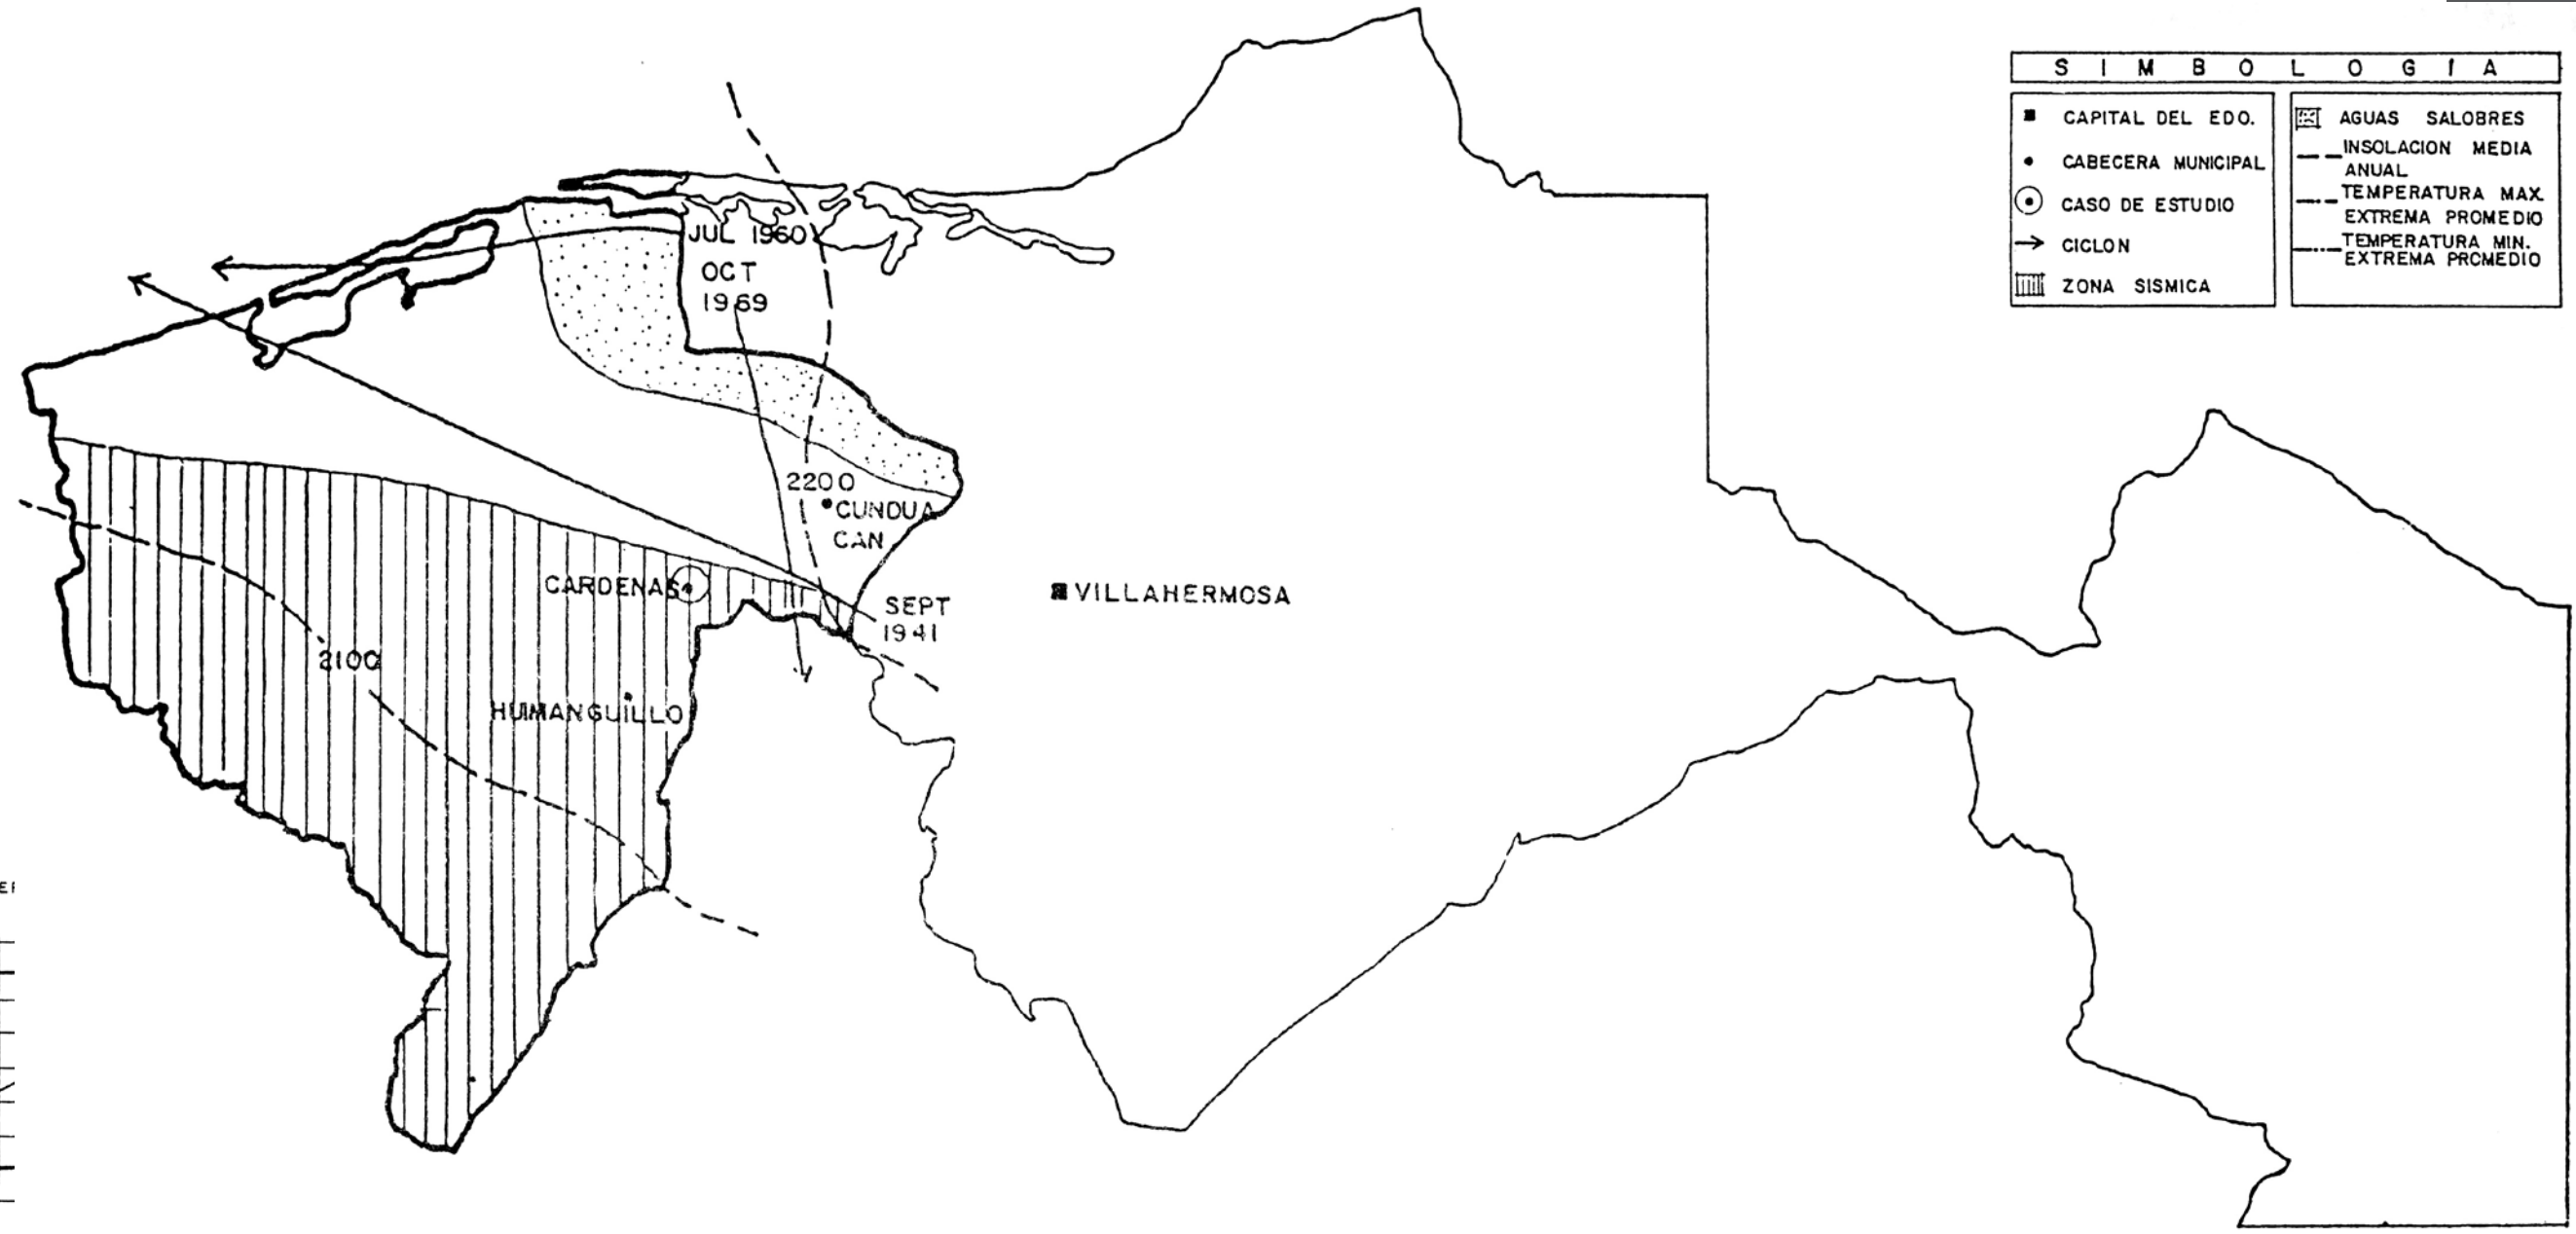 S I M B O L O G I A
CAPITAL DEL EDO.
CABECERA MUNICIPAL
CASO DE ESTUDIO
CICLON
ZONA SISMICA
AGUAS SALOBRES
INSOLACION MEDIA
ANUAL
TEMPERATURA MAX.
EXTREMA PROMEDIO
TEMPERATURA MIN.
EXTREMA PROMEDIO
JUL 1960
OCT
1969
2200
CUNDUA
CAN
CARDENAS
VILLAHERMOSA
SEPT
1941
2100
HUIMANGUILLO